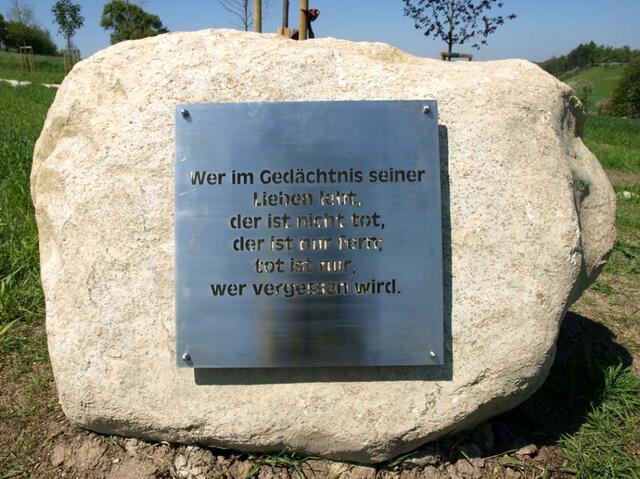 Wer im Gedächtnis seiner
Lieben lebt,
der ist nicht tot,
der ist nur fern;
tot ist nur,
wer vergessen wird.